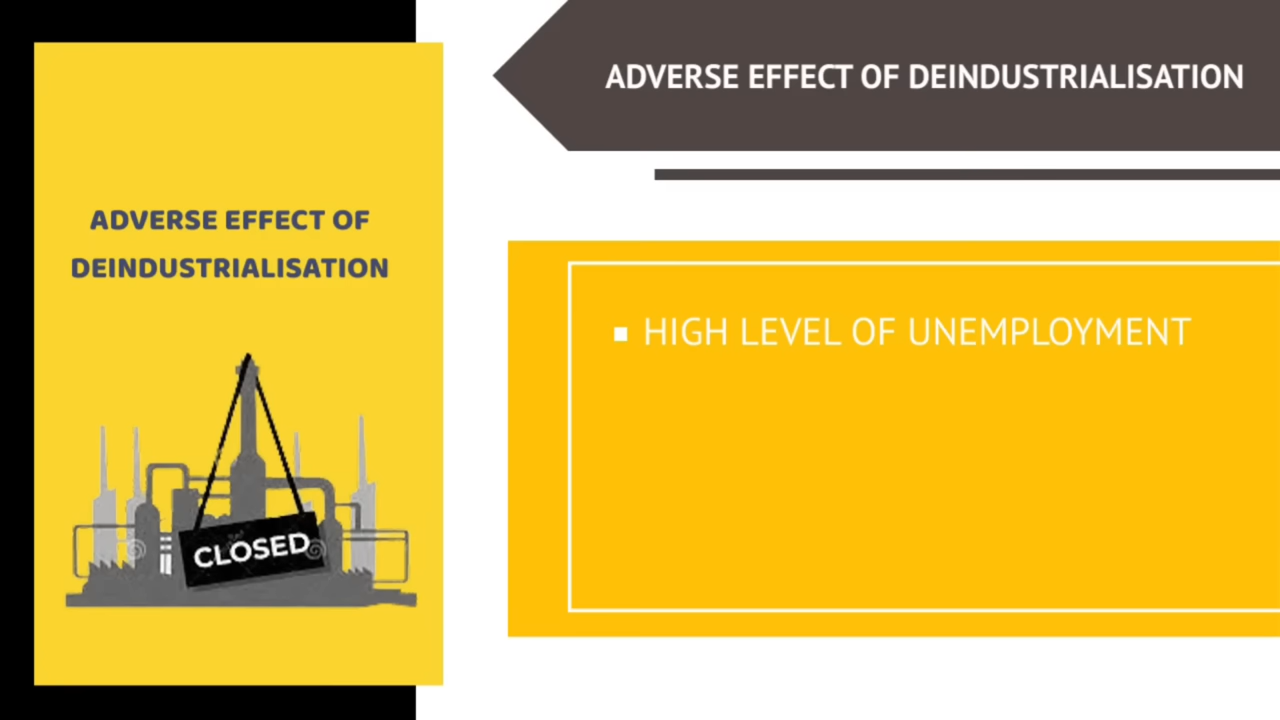 ADVERSE EFFECT OF
DEINDUSTRIALISATION
CLOSED
ADVERSE EFFECT OF DEINDUSTRIALISATION
HIGH LEVEL OF UNEMPLOYMENT